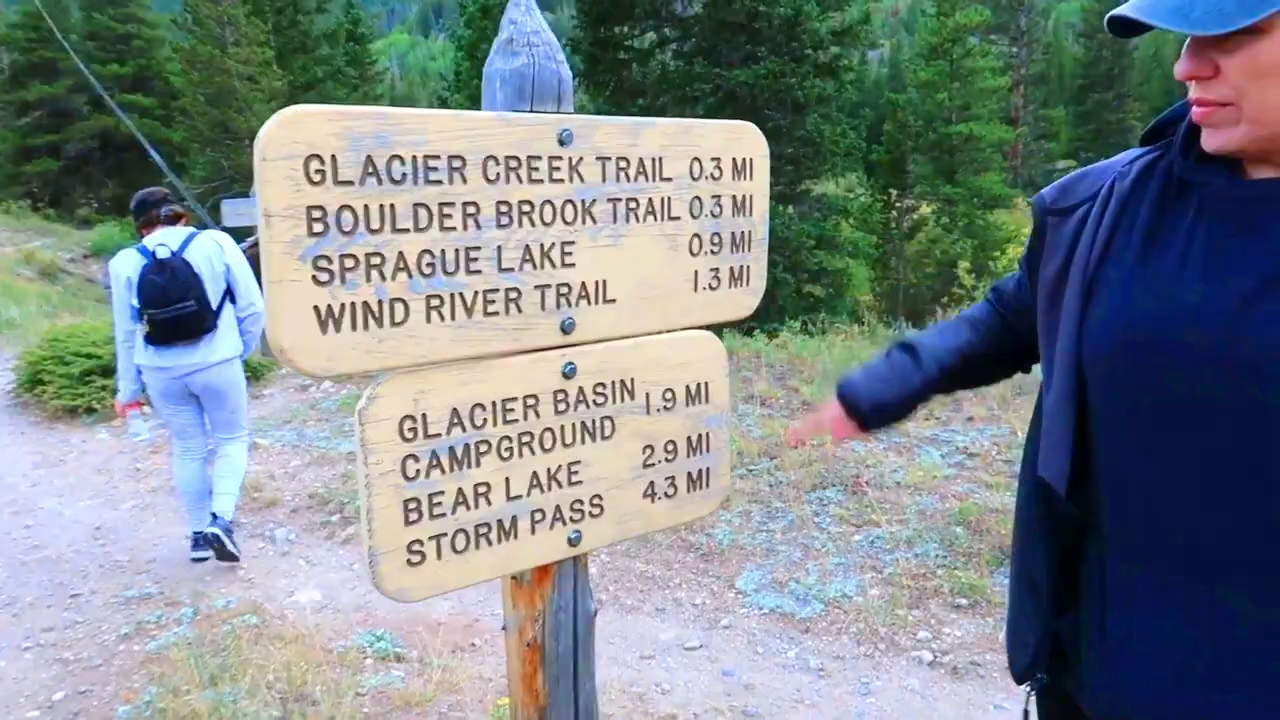 GLACIER CREEK TRAIL 0.3 MI
BOULDER BROOK TRAIL 0.3 MI
SPRAGUE LAKE 0.9 MI
WIND RIVER TRAIL 1.3 MI
GLACIER BASIN 1.9 MI
CAMPGROUND
BEAR LAKE 2.9 MI
STORM PASS 4.3 MI